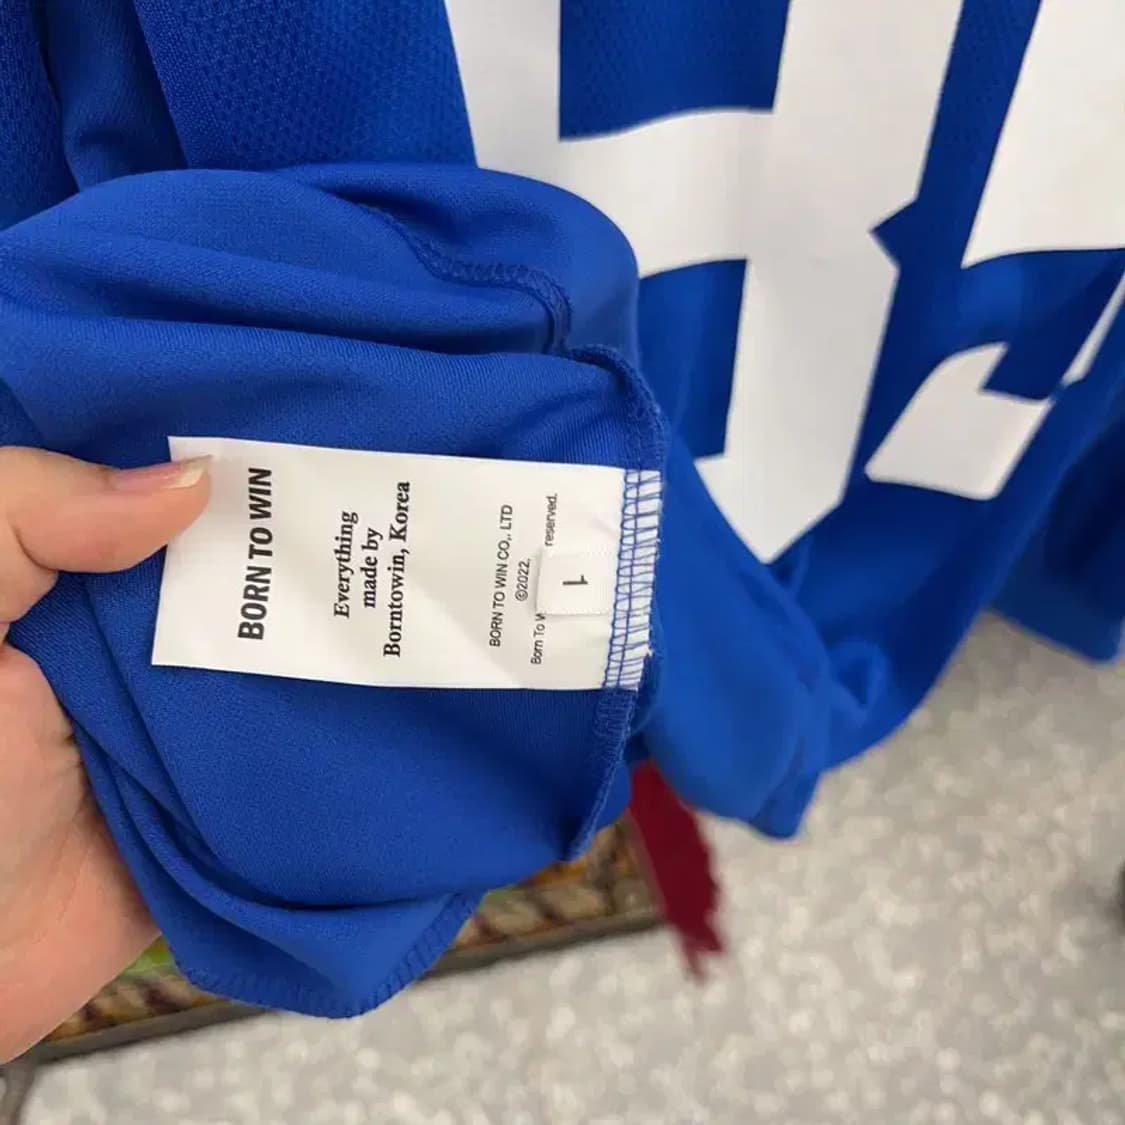 BORN TO WIN
Everything
made by
Borntowin, Korea
BORN TO WIN CO,. LTD
©2022.
Born To reserved.
1